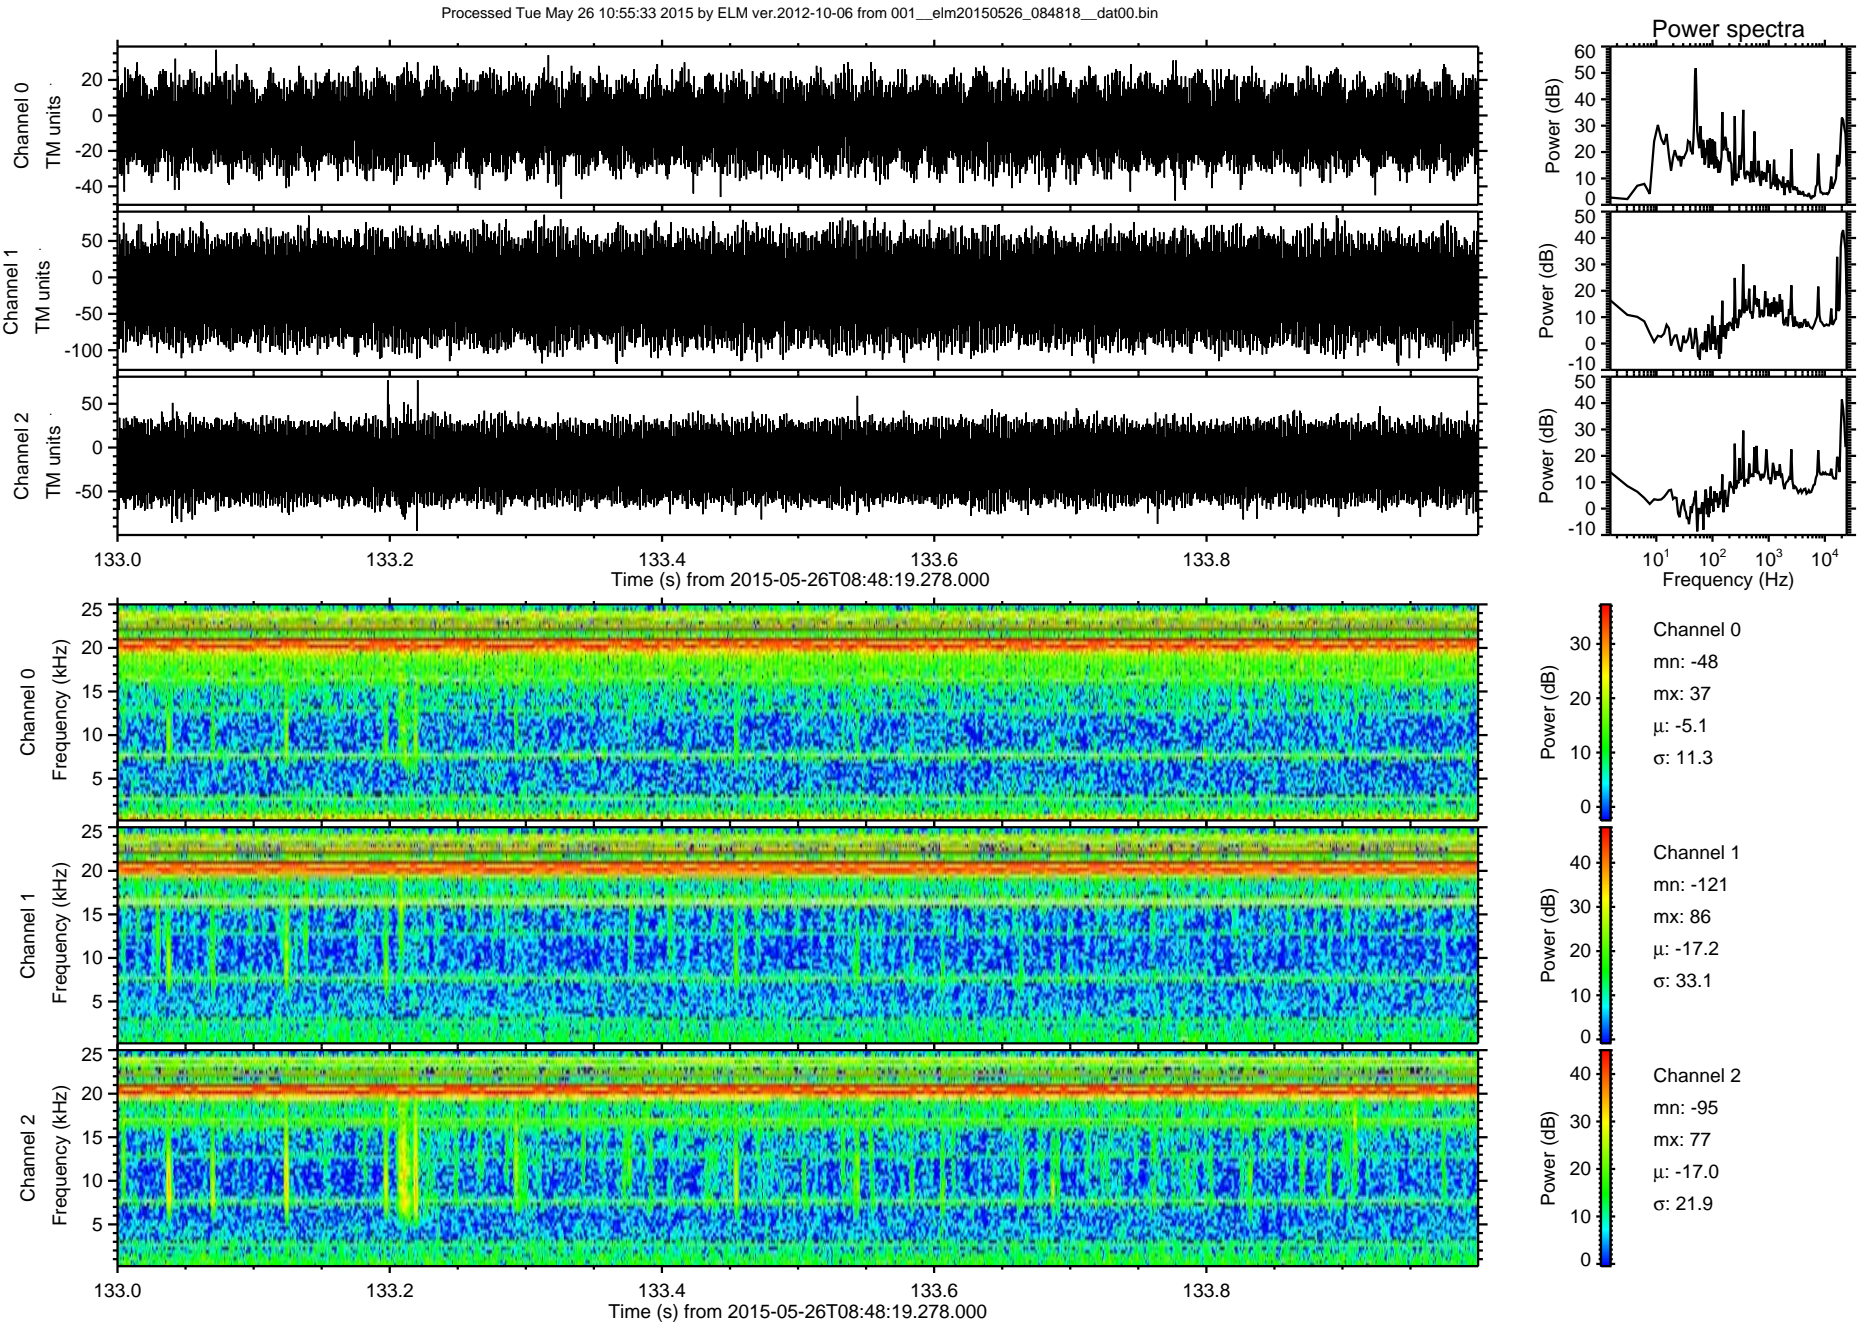 Processed Tue May 26 10:55:33 2015 by ELM ver.2012-10-06 from 001__elm20150526_084818__dat00.bin
Power spectra
Channel 0
TM units
20
0
-20
-40
Power (dB)
60
50
40
30
20
10
0
Channel 1
TM units
50
0
-50
-100
Power (dB)
50
40
30
20
10
0
-10
Channel 2
TM units
50
0
-50
Power (dB)
50
40
30
20
10
0
-10
133.0
133.2
133.4
133.6
133.8
Time (s) from 2015-05-26T08:48:19.278.000
10^1
10^2
10^3
10^4
Frequency (Hz)
Channel 0
Frequency (kHz)
25
20
15
10
5
Power (dB)
30
20
10
0
Channel 0
mn: -48
mx: 37
μ: -5.1
σ: 11.3
Channel 1
Frequency (kHz)
25
20
15
10
5
Power (dB)
40
30
20
10
0
Channel 1
mn: -121
mx: 86
μ: -17.2
σ: 33.1
Channel 2
Frequency (kHz)
25
20
15
10
5
Power (dB)
40
30
20
10
0
Channel 2
mn: -95
mx: 77
μ: -17.0
σ: 21.9
133.0
133.2
133.4
133.6
133.8
Time (s) from 2015-05-26T08:48:19.278.000